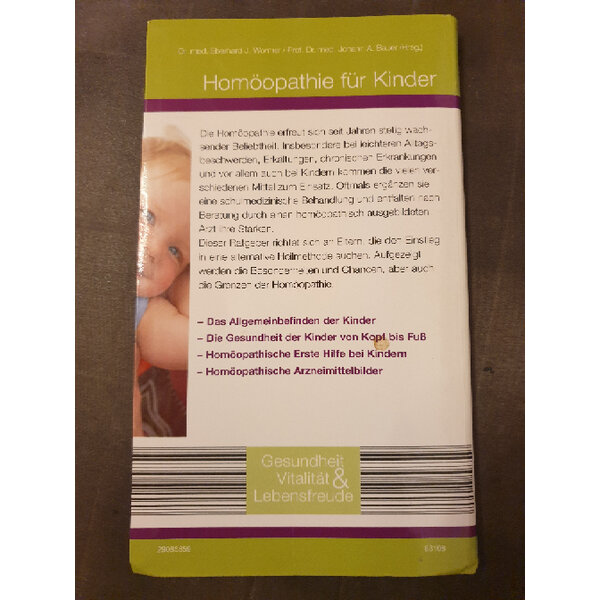 Dr. med. Eberhard J. Wormer / Prof. Dr. med. Johann A. Bauer (Hrsg.)
Homöopathie für Kinder
Die Homöopathie erfreut sich seit Jahren stetig wach-
sender Beliebtheit. Insbesondere bei leichteren Alltags-
beschwerden, Erkältungen, chronischen Erkrankungen
und vor allem auch bei Kindern kommen die vielen ver-
schiedenen Mittel zum Einsatz. Oftmals ergänzen sie
eine schulmedizinische Behandlung und entfalten nach
Beratung durch einen homöopathisch ausgebildeten
Arzt ihre Stärken.
Dieser Ratgeber richtet sich an Eltern, die den Einstieg
in eine alternative Heilmethode suchen. Aufgezeigt
werden die Besonderheiten und Chancen, aber auch
die Grenzen der Homöopathie.
– Das Allgemeinbefinden der Kinder
– Die Gesundheit der Kinder von Kopf bis Fuß
– Homöopathische Erste Hilfe bei Kindern
– Homöopathische Arzneimittelbilder
Gesundheit
Vitalität &
Lebensfreude